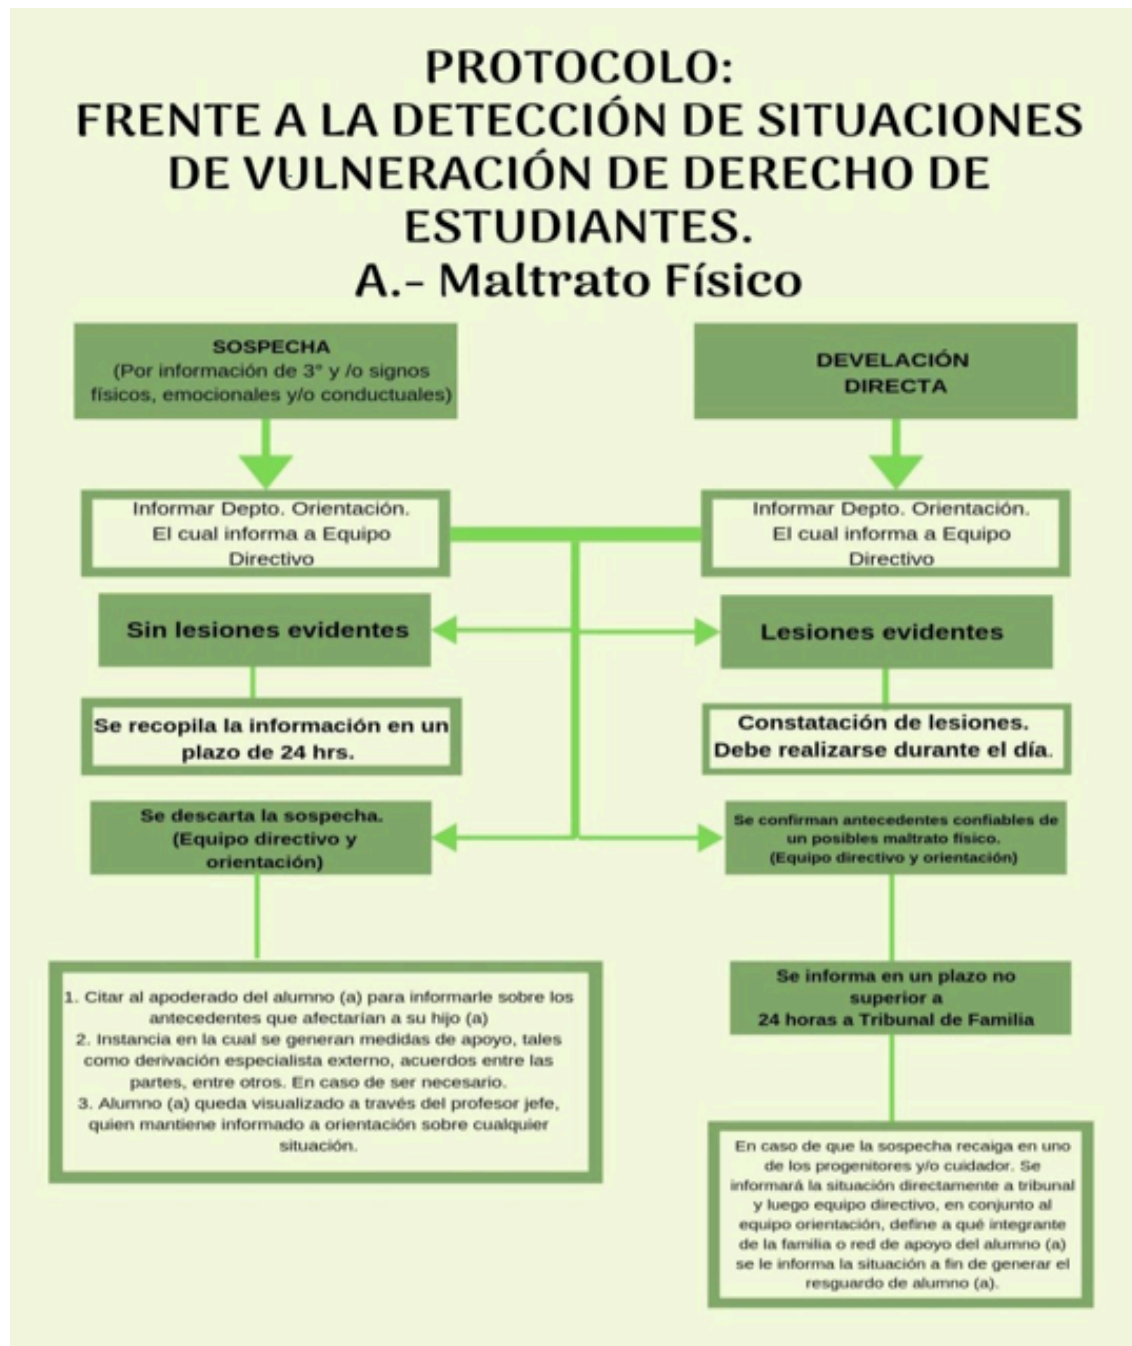 PROTOCOLO:
FRENTE A LA DETECCIÓN DE SITUACIONES
DE VULNERACIÓN DE DERECHO DE
ESTUDIANTES.
A.- Maltrato Físico
SOSPECHA
(Por información de 3° y /o signos
físicos, emocionales y/o conductuales)
DEVELACIÓN
DIRECTA
Informar Depto. Orientación.
El cual informa a Equipo
Directivo
Informar Depto. Orientación.
El cual informa a Equipo
Directivo
Sin lesiones evidentes
Lesiones evidentes
Se recopila la información en un
plazo de 24 hrs.
Constatación de lesiones.
Debe realizarse durante el día.
Se descarta la sospecha.
(Equipo directivo y
orientación)
Se confirman antecedentes confiables de
un posibles maltrato físico.
(Equipo directivo y orientación)
1. Citar al apoderado del alumno (a) para informarle sobre los
antecedentes que afectarían a su hijo (a)
2. Instancia en la cual se generan medidas de apoyo, tales
como derivación especialista externo, acuerdos entre las
partes, entre otros. En caso de ser necesario.
3. Alumno (a) queda visualizado a través del profesor jefe,
quien mantiene informado a orientación sobre cualquier
situación.
Se informa en un plazo no
superior a
24 horas a Tribunal de Familia
En caso de que la sospecha recaiga en uno
de los progenitores y/o cuidador. Se
informará la situación directamente a tribunal
y luego equipo directivo, en conjunto al
equipo orientación, define a qué integrante
de la familia o red de apoyo del alumno (a)
se le informa la situación a fin de generar el
resguardo de alumno (a).